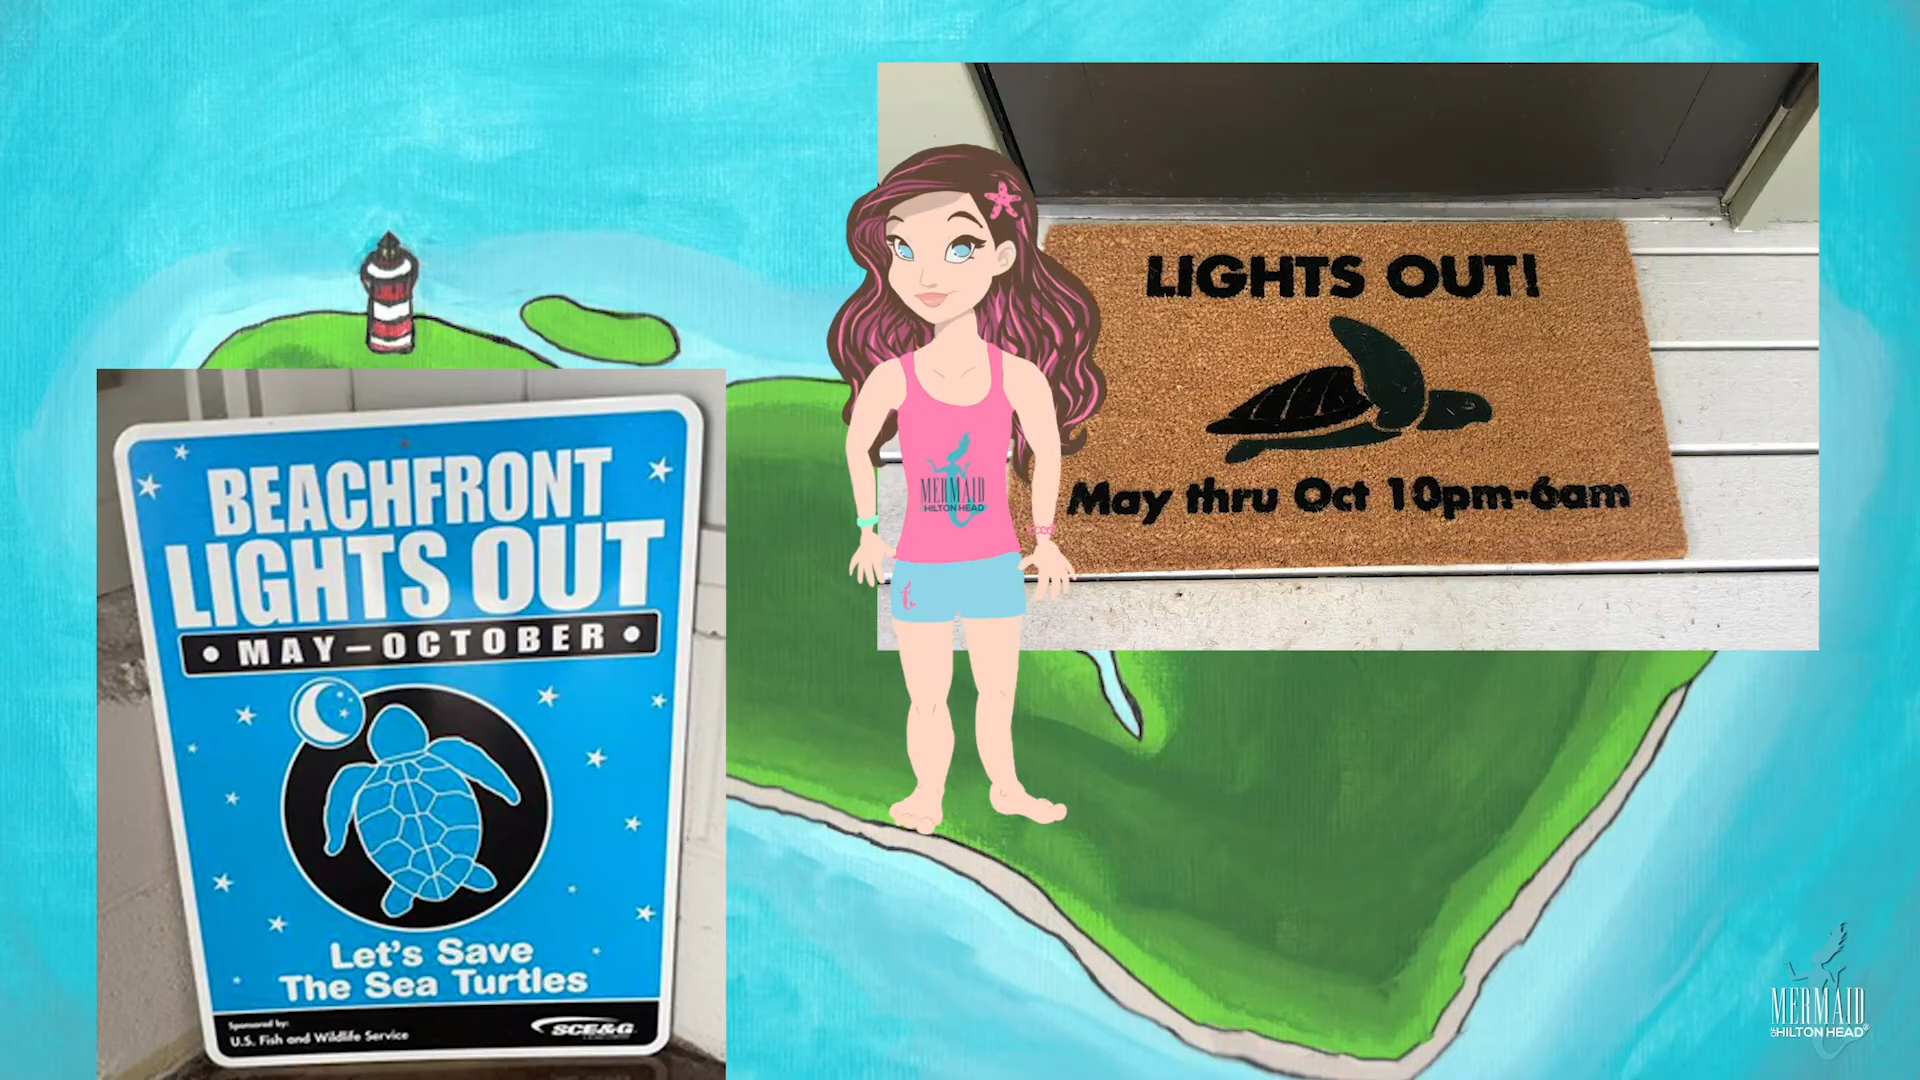 BEACHFRONT
LIGHTS OUT
• MAY–OCTOBER •
Let's Save
The Sea Turtles
Sponsored by:
U.S. Fish and Wildlife Service
SCE&G
MERMAID
OF HILTON HEAD
LIGHTS OUT!
May thru Oct 10pm-6am
MERMAID
OF HILTON HEAD®